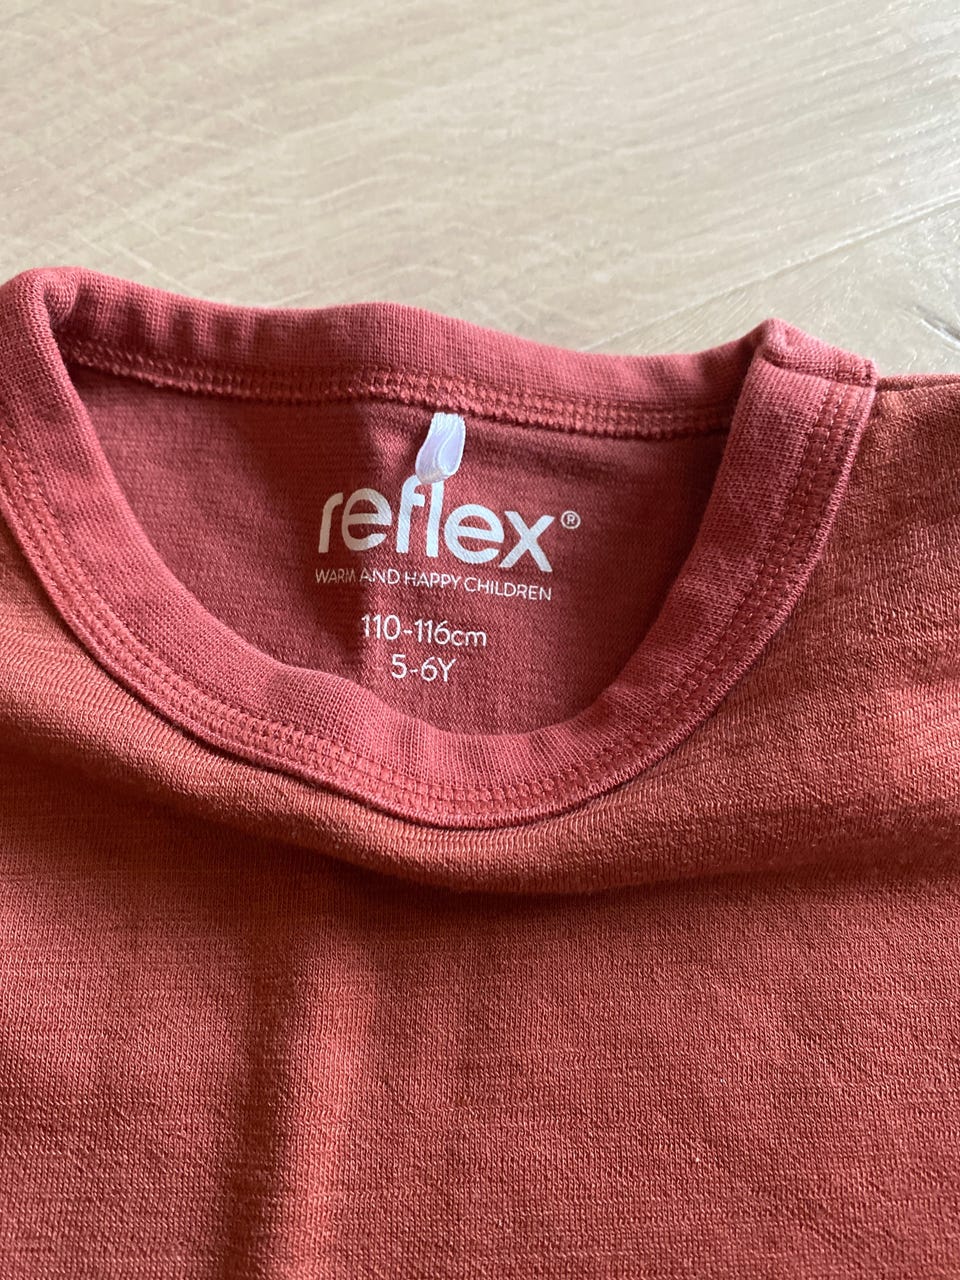 reflex®
WARM AND HAPPY CHILDREN
110-116cm
5-6Y